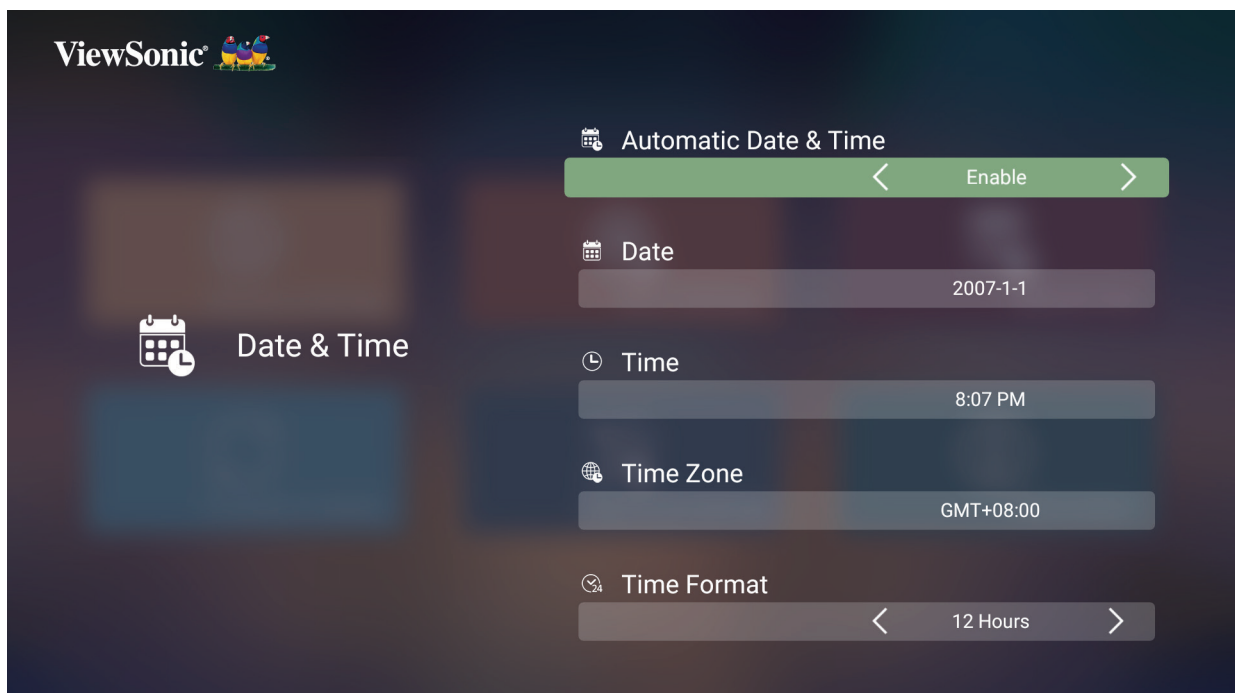 ViewSonic®
Automatic Date & Time
Enable
Date
2007-1-1
Date & Time
Time
8:07 PM
Time Zone
GMT+08:00
Time Format
12 Hours